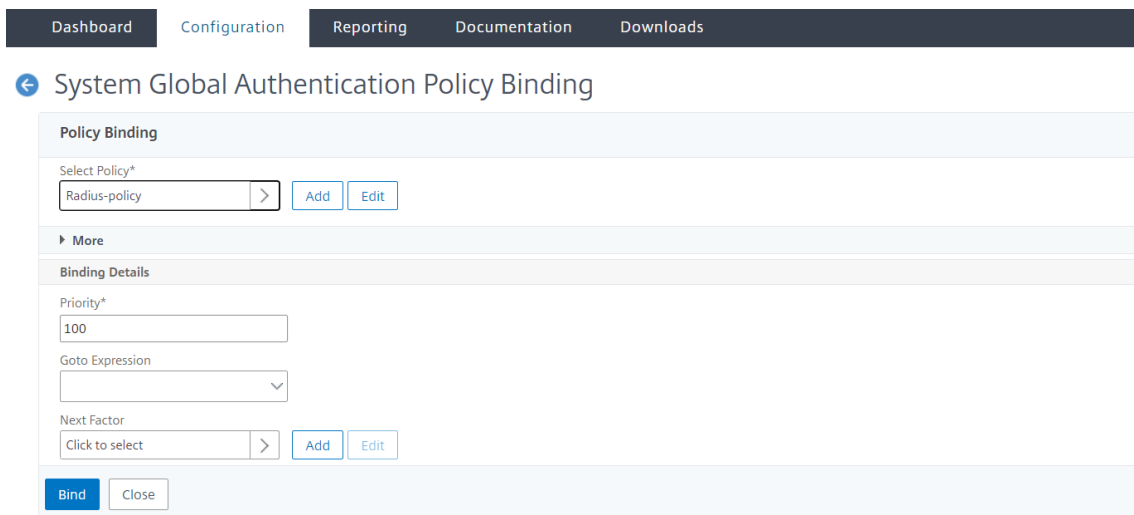 Dashboard Configuration Reporting Documentation Downloads
System Global Authentication Policy Binding
Policy Binding
Select Policy*
Radius-policy Add Edit
More
Binding Details
Priority*
100
Goto Expression
Next Factor
Click to select Add Edit
Bind Close